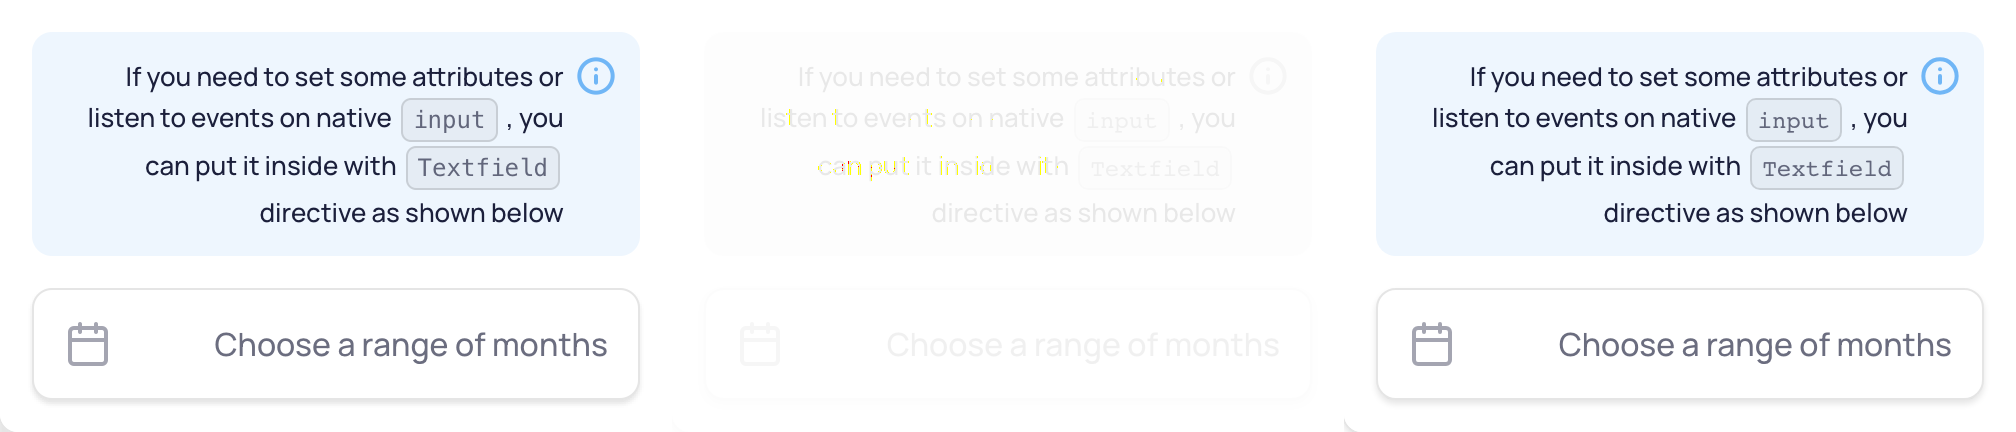 If you need to set some attributes or
listen to events on native input , you
can put it inside with Textfield
directive as shown below
Choose a range of months
If you need to set some attributes or
listen to events on native input , you
can put it inside with Textfield
directive as shown below
Choose a range of months
If you need to set some attributes or
listen to events on native input , you
can put it inside with Textfield
directive as shown below
Choose a range of months